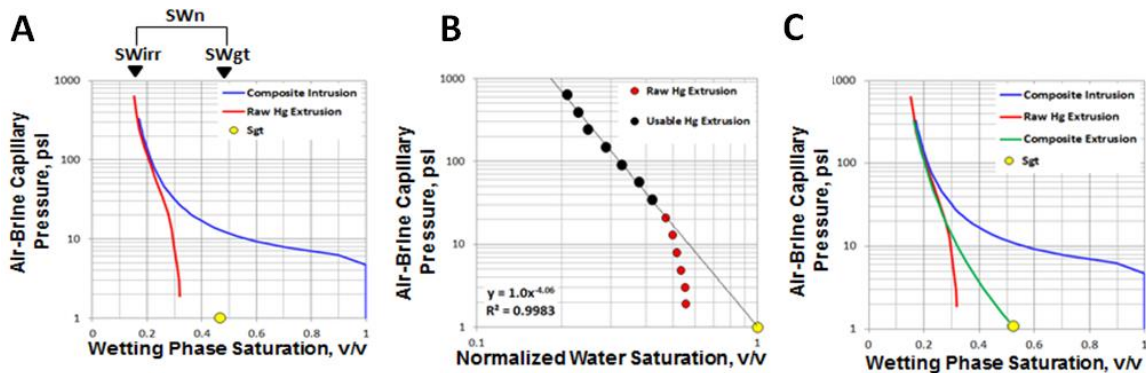 A
SWn
SWirr
SWgt
Air-Brine Capillary
Pressure, psi
1000
100
10
1
0
0.2
0.4
0.6
0.8
1
Composite Intrusion
Raw Hg Extrusion
Sgt
Wetting Phase Saturation, v/v
B
Air-Brine Capillary
Pressure, psi
1000
100
10
1
0.1
1
Raw Hg Extrusion
Usable Hg Extrusion
y = 1.0x-4.06
R² = 0.9983
Normalized Water Saturation, v/v
C
Air-Brine Capillary
Pressure, psi
1000
100
10
1
0
0.2
0.4
0.6
0.8
1
Composite Intrusion
Raw Hg Extrusion
Composite Extrusion
Sgt
Wetting Phase Saturation, v/v